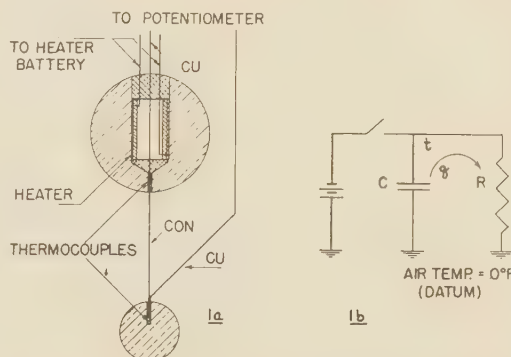 TO POTENTIOMETER
TO HEATER
BATTERY
CU
HEATER
CON
THERMOCOUPLES
CU
1a
t
C
q
R
AIR TEMP. = 0°F
(DATUM)
1b